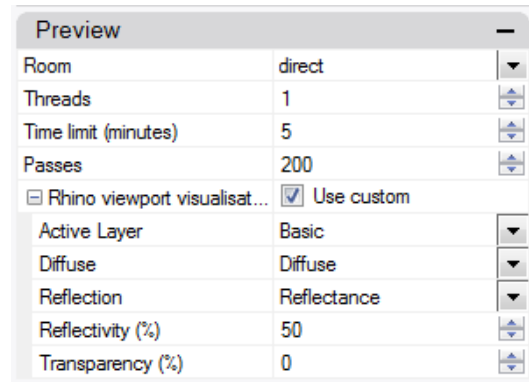 Preview
Room direct
Threads 1
Time limit (minutes) 5
Passes 200
Rhino viewport visualisat... Use custom
Active Layer Basic
Diffuse Diffuse
Reflection Reflectance
Reflectivity (%) 50
Transparency (%) 0